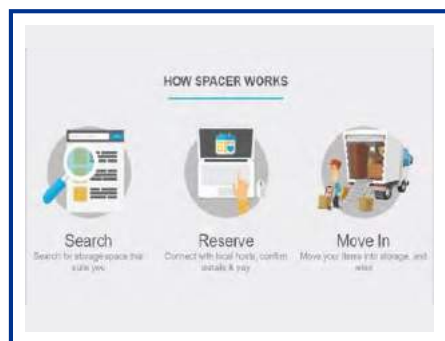 HOW SPACER WORKS
Search
Search for storage space that
suits you
Reserve
Connect with local hosts, confirm
details & pay
Move In
Move your items into storage, and